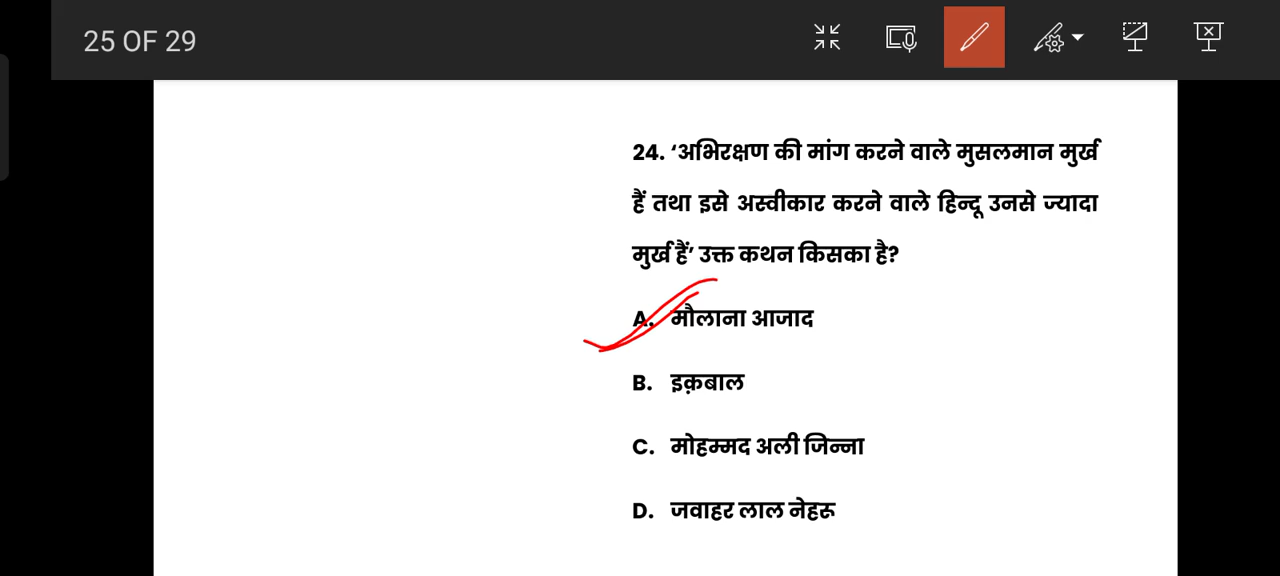 25 OF 29
24. ‘अभिरक्षण की मांग करने वाले मुसलमान मुर्ख
हैं तथा इसे अस्वीकार करने वाले हिन्दू उनसे ज्यादा
मुर्ख हैं’ उक्त कथन किसका है?
A. मौलाना आजाद
B. इक़बाल
C. मोहम्मद अली जिन्ना
D. जवाहर लाल नेहरू